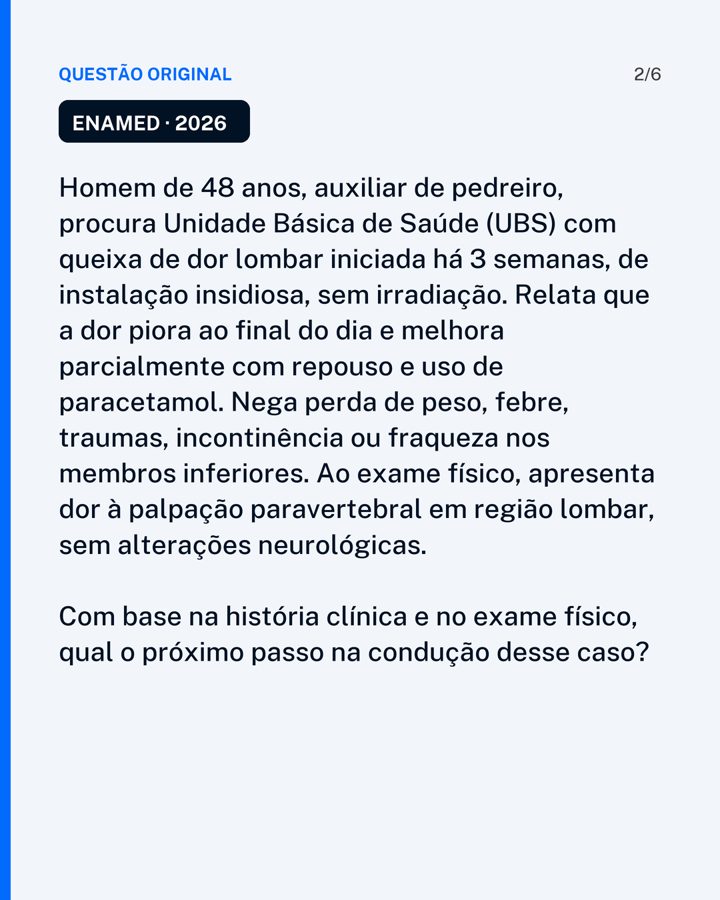 QUESTÃO ORIGINAL
2/6
ENAMED · 2026
Homem de 48 anos, auxiliar de pedreiro,
procura Unidade Básica de Saúde (UBS) com
queixa de dor lombar iniciada há 3 semanas, de
instalação insidiosa, sem irradiação. Relata que
a dor piora ao final do dia e melhora
parcialmente com repouso e uso de
paracetamol. Nega perda de peso, febre,
traumas, incontinência ou fraqueza nos
membros inferiores. Ao exame físico, apresenta
dor à palpação paravertebral em região lombar,
sem alterações neurológicas.
Com base na história clínica e no exame físico,
qual o próximo passo na condução desse caso?